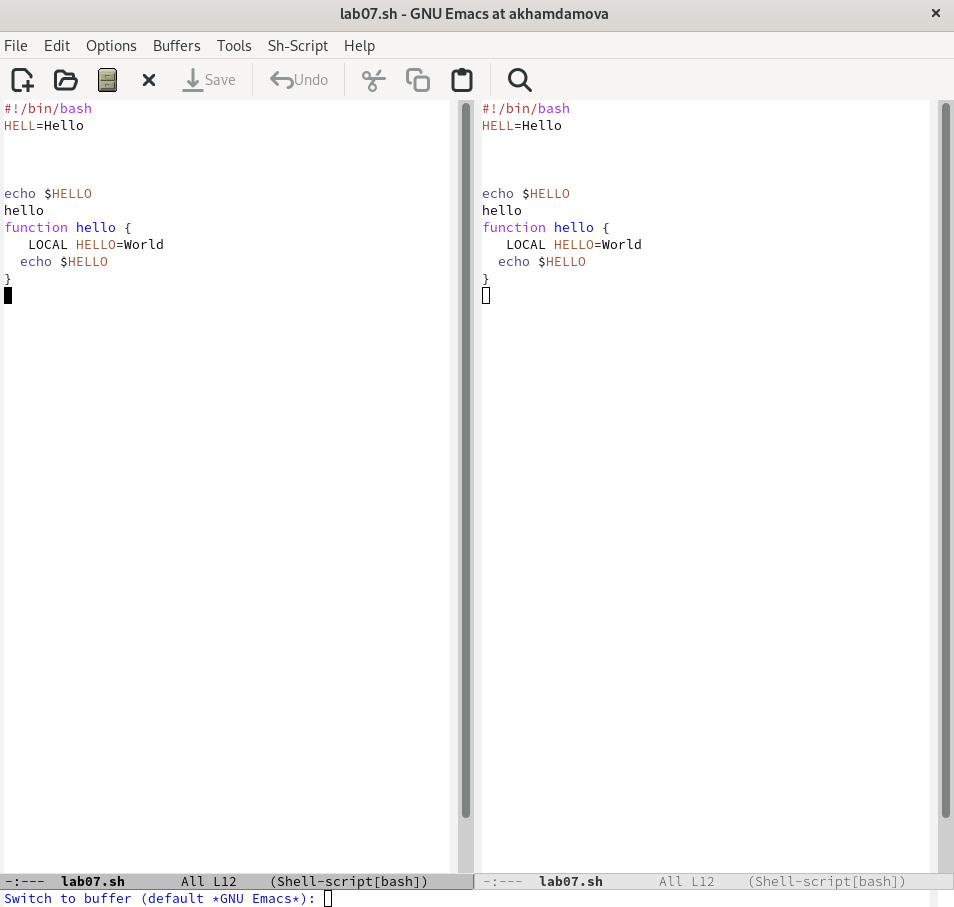 lab07.sh - GNU Emacs at akhamdamova
File Edit Options Buffers Tools Sh-Script Help
Save Undo
#!/bin/bash
HELL=Hello
echo $HELLO
hello
function hello {
   LOCAL HELLO=World
  echo $HELLO
}
#!/bin/bash
HELL=Hello
echo $HELLO
hello
function hello {
   LOCAL HELLO=World
  echo $HELLO
}
-:---  lab07.sh       All L12    (Shell-script[bash])
-:---  lab07.sh       All L12    (Shell-script[bash])
Switch to buffer (default *GNU Emacs*):